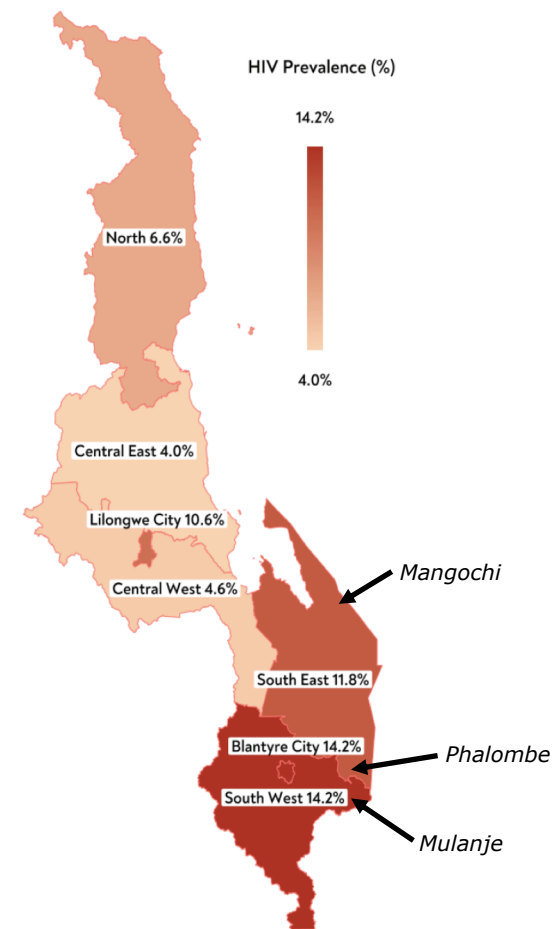 HIV Prevalence (%)
14.2%
4.0%
North 6.6%
Central East 4.0%
Lilongwe City 10.6%
Central West 4.6%
Mangochi
South East 11.8%
Blantyre City 14.2%
Phalombe
South West 14.2%
Mulanje